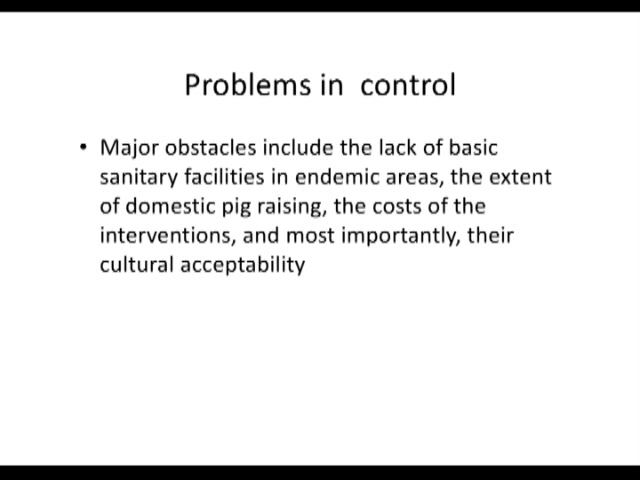 Problems in  control
• Major obstacles include the lack of basic
sanitary facilities in endemic areas, the extent
of domestic pig raising, the costs of the
interventions, and most importantly, their
cultural acceptability